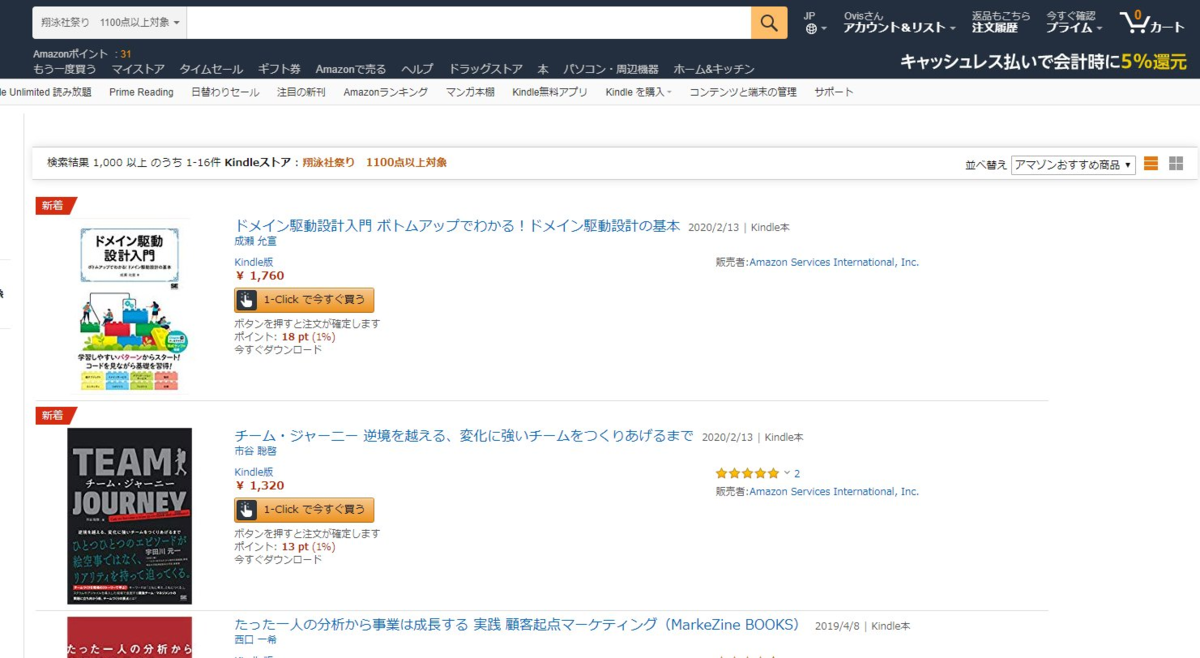 翔泳社祭り 1100点以上対象
JP
Ovisさん
アカウント&リスト
返品もこちら
注文履歴
今すぐ確認
プライム
0
カート
Amazonポイント : 31
もう一度買う マイストア タイムセール ギフト券 Amazonで売る ヘルプ ドラッグストア 本 パソコン・周辺機器 ホーム&キッチン
キャッシュレス払いで会計時に5%還元
le Unlimited 読み放題 Prime Reading 日替わりセール 注目の新刊 Amazonランキング マンガ本棚 Kindle無料アプリ Kindle を購入 コンテンツと端末の管理 サポート
検索結果 1,000 以上 のうち 1-16件 Kindleストア : 翔泳社祭り 1100点以上対象
並べ替え アマゾンおすすめ商品
新着
ドメイン駆動
設計入門
ボトムアップでわかる!ドメイン駆動設計の基本
成瀬 允宣
学習しやすいパターンからスタート!
コードを見ながら基礎を習得!
ドメイン駆動設計入門 ボトムアップでわかる!ドメイン駆動設計の基本 2020/2/13 | Kindle本
成瀬 允宣
Kindle版
¥ 1,760
1-Click で今すぐ買う
ボタンを押すと注文が確定します
ポイント: 18 pt (1%)
今すぐダウンロード
販売者:Amazon Services International, Inc.
新着
TEAM
チーム・ジャーニー
JOURNEY
逆境を越える、変化に強いチームをつくりあげるまで
ひとつひとつのエピソードが
絵空事ではなく、
宇田川 元一
リアリティを持って迫ってくる。
チーム・ジャーニー 逆境を越える、変化に強いチームをつくりあげるまで 2020/2/13 | Kindle本
市谷 聡啓
Kindle版
¥ 1,320
1-Click で今すぐ買う
ボタンを押すと注文が確定します
ポイント: 13 pt (1%)
今すぐダウンロード
2
販売者:Amazon Services International, Inc.
たった一人の分析から
たった一人の分析から事業は成長する 実践 顧客起点マーケティング(MarkeZine BOOKS) 2019/4/8 | Kindle本
西口 一希